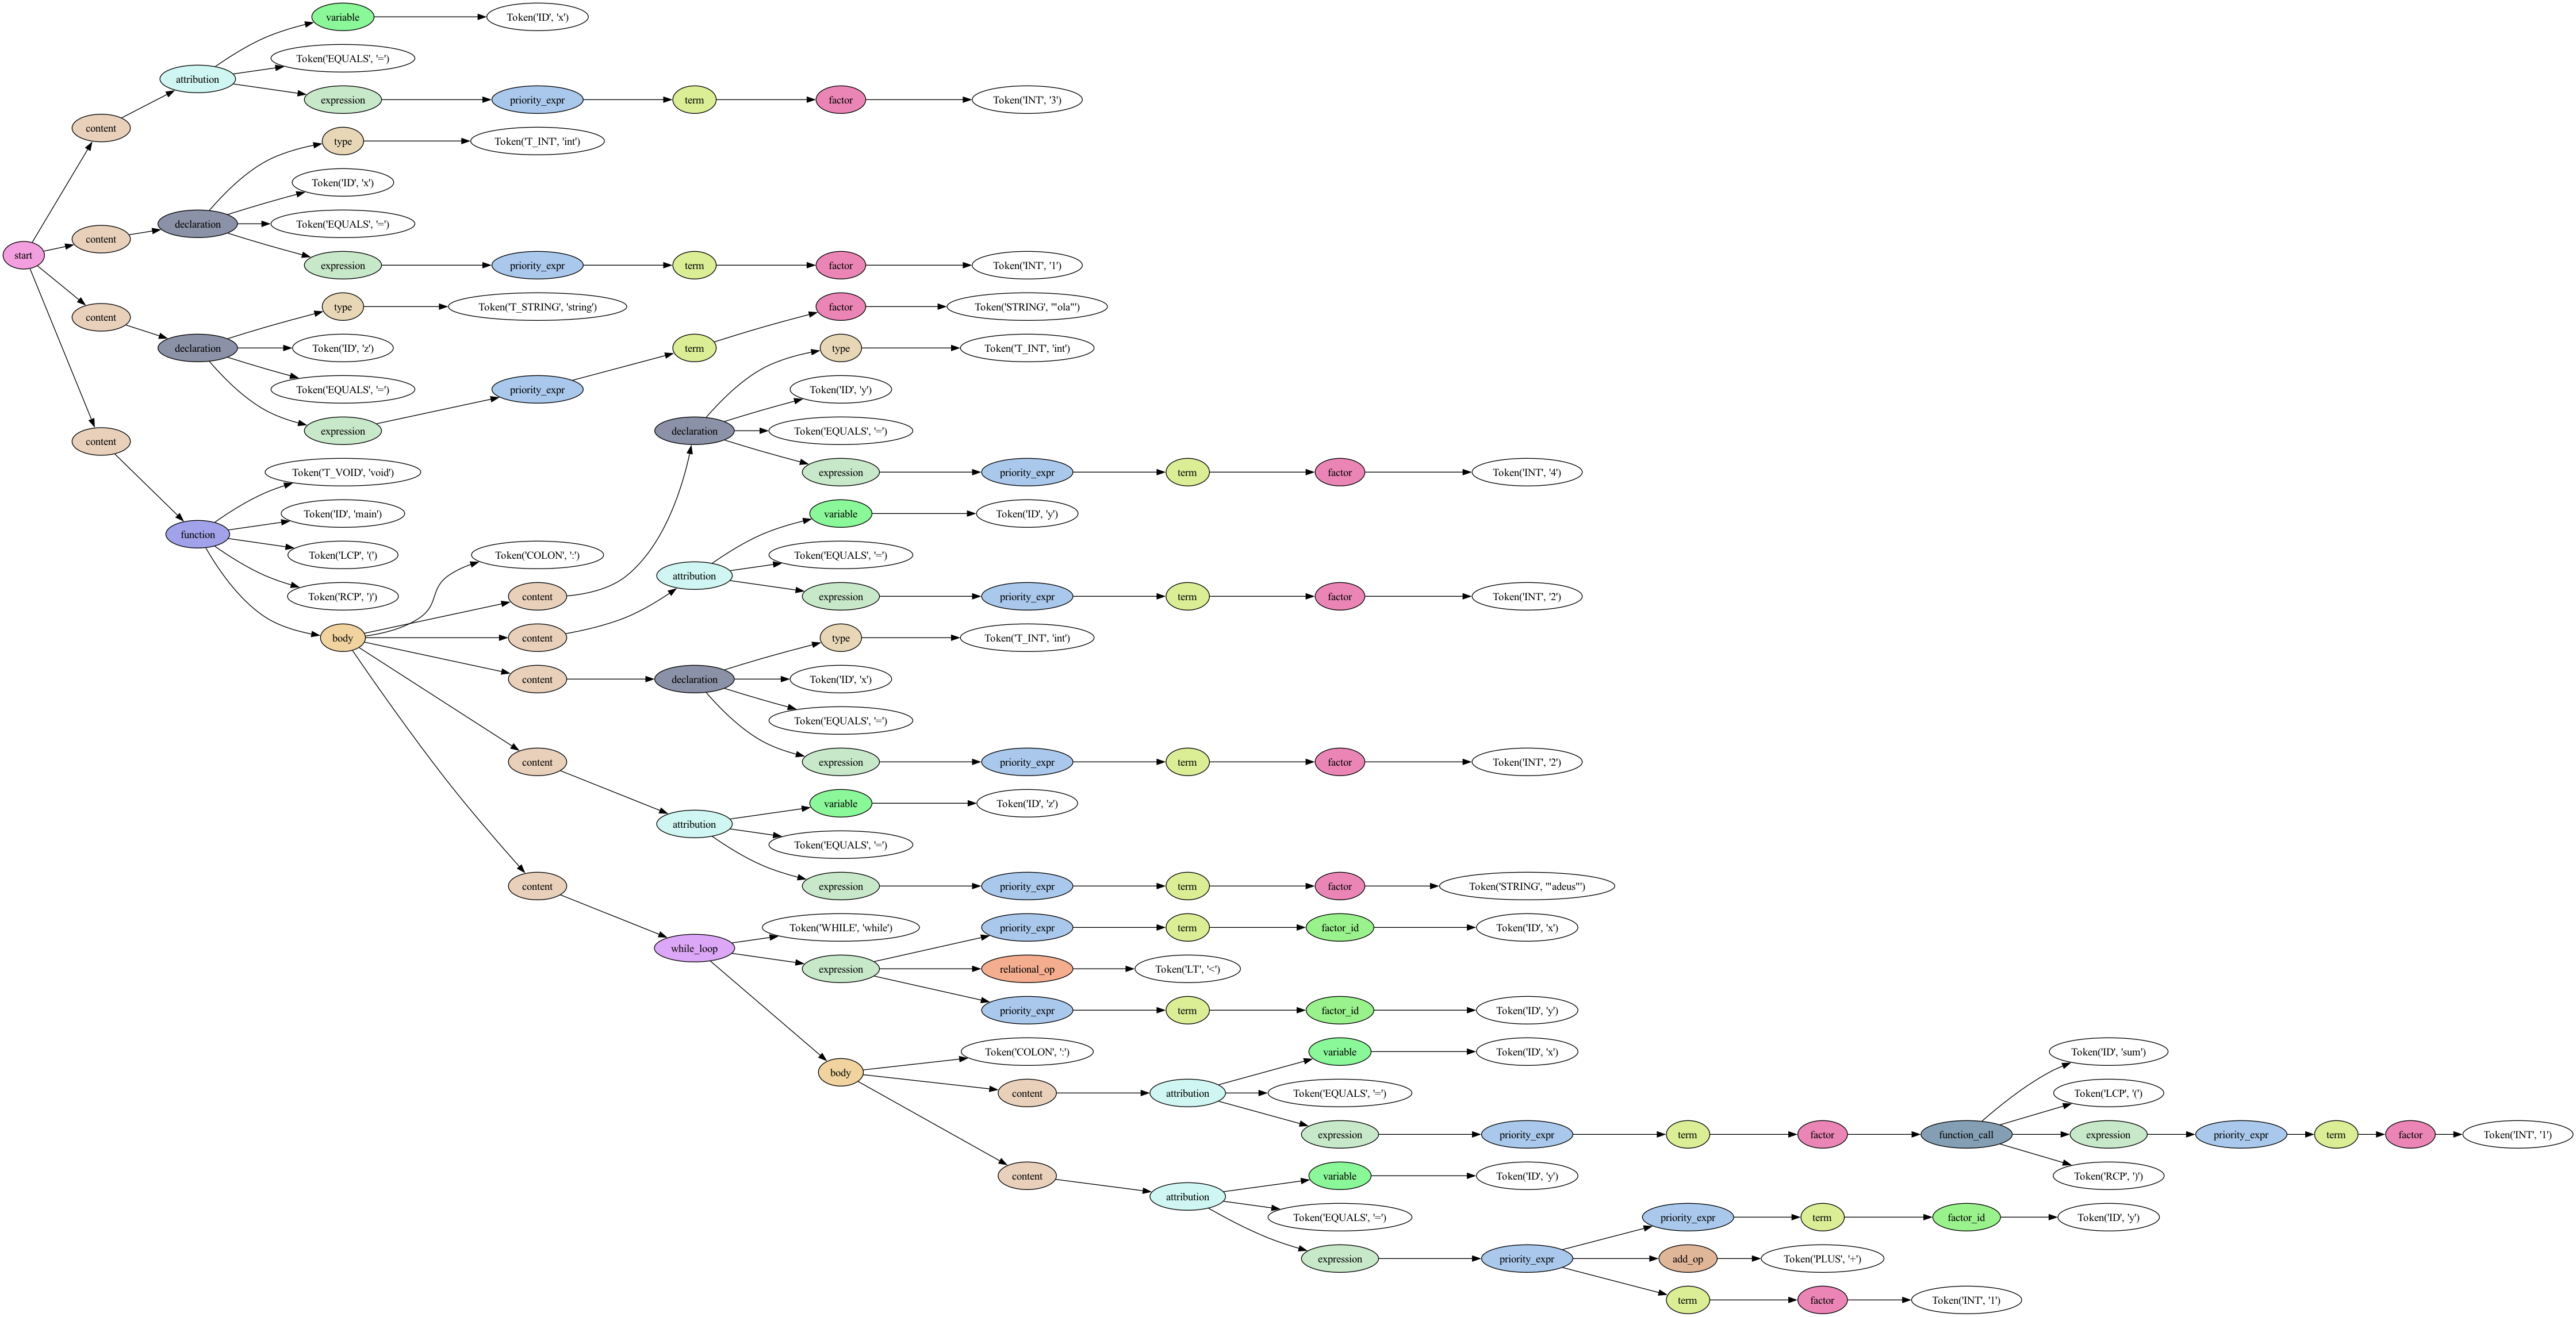 variable
Token('ID', 'x')
Token('EQUALS', '=')
attribution
expression
priority_expr
term
factor
Token('INT', '3')
content
type
Token('T_INT', 'int')
Token('ID', 'x')
declaration
Token('EQUALS', '=')
content
start
expression
priority_expr
term
factor
Token('INT', '1')
type
Token('T_STRING', 'string')
factor
Token('STRING', '"ola"')
content
declaration
Token('ID', 'z')
term
type
Token('T_INT', 'int')
Token('EQUALS', '=')
priority_expr
Token('ID', 'y')
expression
declaration
Token('EQUALS', '=')
content
Token('T_VOID', 'void')
expression
priority_expr
term
factor
Token('INT', '4')
Token('ID', 'main')
variable
Token('ID', 'y')
function
Token('LCP', '(')
Token('COLON', ':')
Token('EQUALS', '=')
attribution
Token('RCP', ')')
content
expression
priority_expr
term
factor
Token('INT', '2')
body
content
type
Token('T_INT', 'int')
content
declaration
Token('ID', 'x')
Token('EQUALS', '=')
content
expression
priority_expr
term
factor
Token('INT', '2')
variable
Token('ID', 'z')
attribution
Token('EQUALS', '=')
content
expression
priority_expr
term
factor
Token('STRING', '"adeus"')
Token('WHILE', 'while')
priority_expr
term
factor_id
Token('ID', 'x')
while_loop
expression
relational_op
Token('LT', '<')
priority_expr
term
factor_id
Token('ID', 'y')
Token('COLON', ':')
variable
Token('ID', 'x')
Token('ID', 'sum')
body
content
attribution
Token('EQUALS', '=')
Token('LCP', '(')
expression
priority_expr
term
factor
function_call
expression
priority_expr
term
factor
Token('INT', '1')
content
variable
Token('ID', 'y')
Token('RCP', ')')
attribution
Token('EQUALS', '=')
priority_expr
term
factor_id
Token('ID', 'y')
expression
priority_expr
add_op
Token('PLUS', '+')
term
factor
Token('INT', '1')